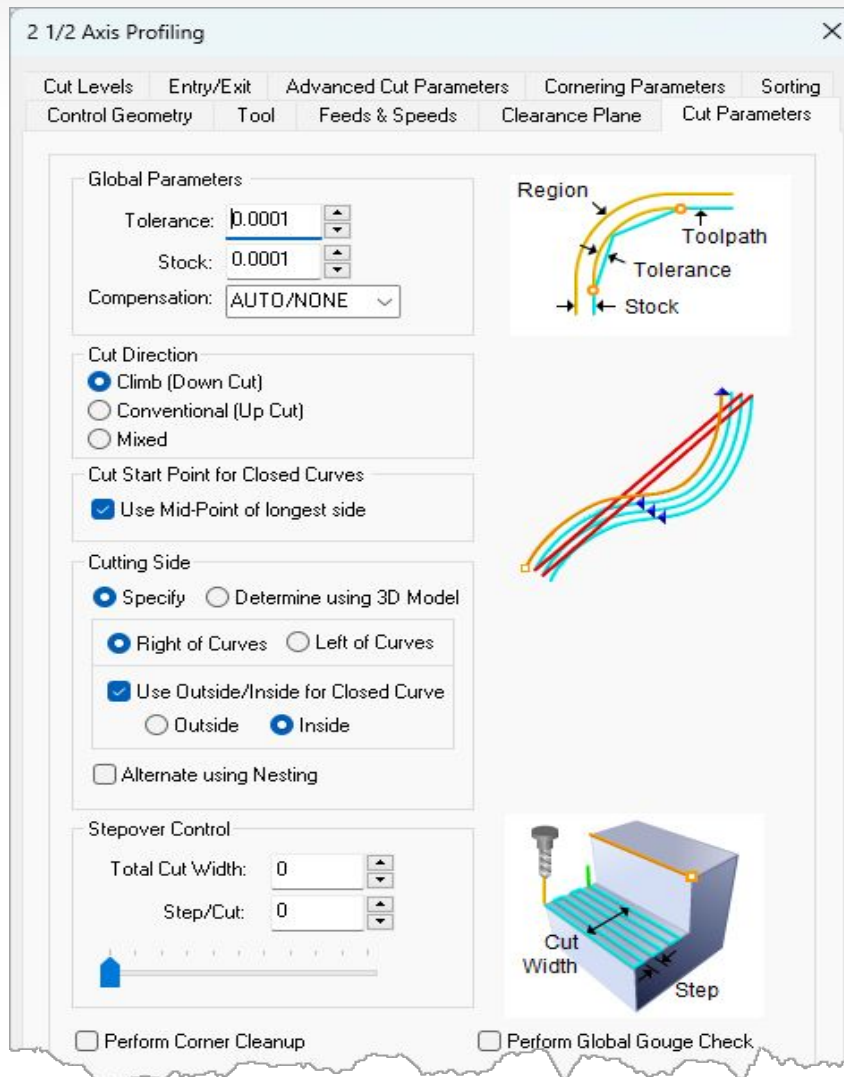 2 1/2 Axis Profiling
Cut Levels Entry/Exit Advanced Cut Parameters Cornering Parameters Sorting
Control Geometry Tool Feeds & Speeds Clearance Plane Cut Parameters
Global Parameters
Tolerance: 0.0001
Stock: 0.0001
Compensation: AUTO/NONE
Region
Toolpath
Tolerance
Stock
Cut Direction
Climb (Down Cut)
Conventional (Up Cut)
Mixed
Cut Start Point for Closed Curves
Use Mid-Point of longest side
Cutting Side
Specify Determine using 3D Model
Right of Curves Left of Curves
Use Outside/Inside for Closed Curve
Outside Inside
Alternate using Nesting
Stepover Control
Total Cut Width: 0
Step/Cut: 0
Cut
Width
Step
Perform Corner Cleanup Perform Global Gouge Check